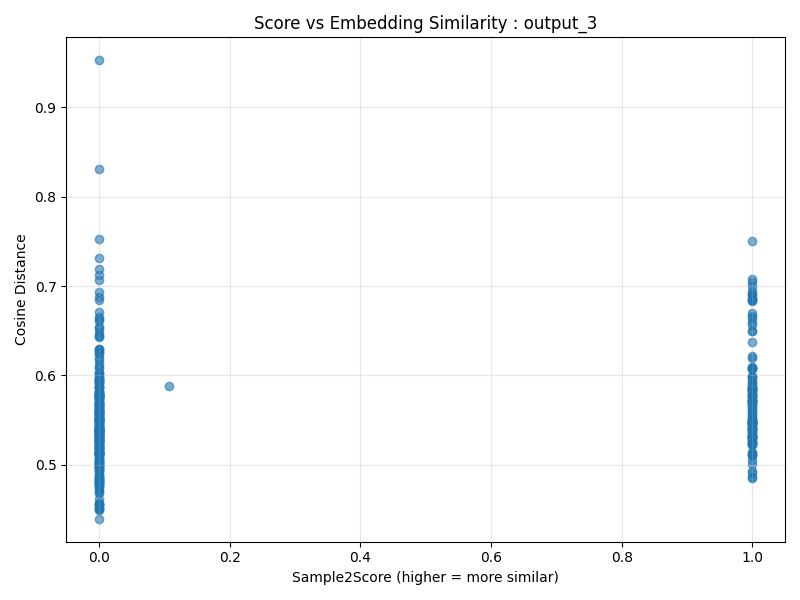 Score vs Embedding Similarity : output_3
Cosine Distance
0.9
0.8
0.7
0.6
0.5
0.0 0.2 0.4 0.6 0.8 1.0
Sample2Score (higher = more similar)